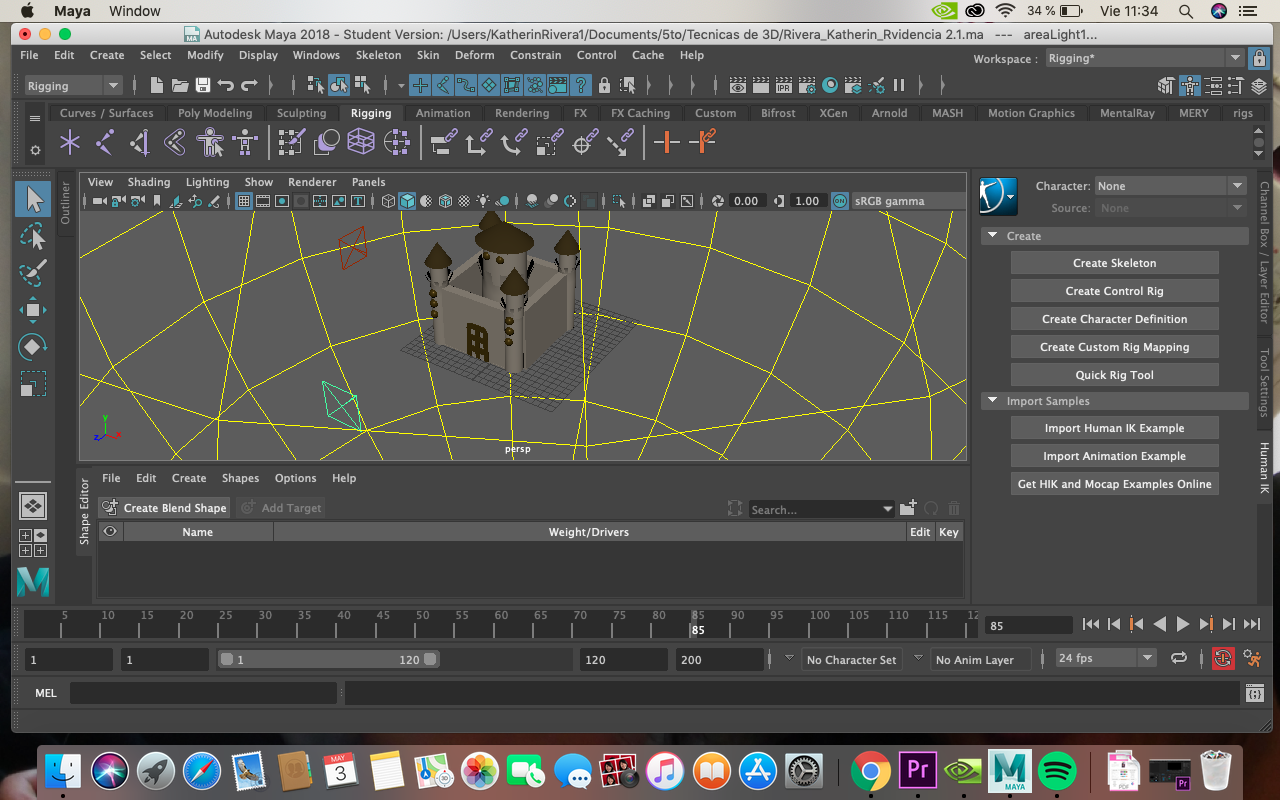 Maya Window 34 % Vie 11:34
MA Autodesk Maya 2018 - Student Version: /Users/KatherinRivera1/Documents/5to/Tecnicas de 3D/Rivera_Katherin_Rvidencia 2.1.ma --- areaLight1...
File Edit Create Select Modify Display Windows Skeleton Skin Deform Constrain Control Cache Help Workspace : Rigging*
Rigging IPR
Curves / Surfaces Poly Modeling Sculpting Rigging Animation Rendering FX FX Caching Custom Bifrost XGen Arnold MASH Motion Graphics MentalRay MERY rigs
Outliner
View Shading Lighting Show Renderer Panels
0.00 1.00 ON sRGB gamma
y
z x
persp
Character: None
Source: None
Create
Create Skeleton
Create Control Rig
Create Character Definition
Create Custom Rig Mapping
Quick Rig Tool
Import Samples
Import Human IK Example
Import Animation Example
Get HIK and Mocap Examples Online
Channel Box / Layer Editor
Tool Settings
Human IK
Shape Editor
File Edit Create Shapes Options Help
Create Blend Shape Add Target Search...
Name Weight/Drivers Edit Key
5 10 15 20 25 30 35 40 45 50 55 60 65 70 75 80 85 90 95 100 105 110 115 12
85 85
1 1 1 120 120 200 No Character Set No Anim Layer 24 fps
MEL
MAY
3
Pr
M
MAYA
PDF
Pr